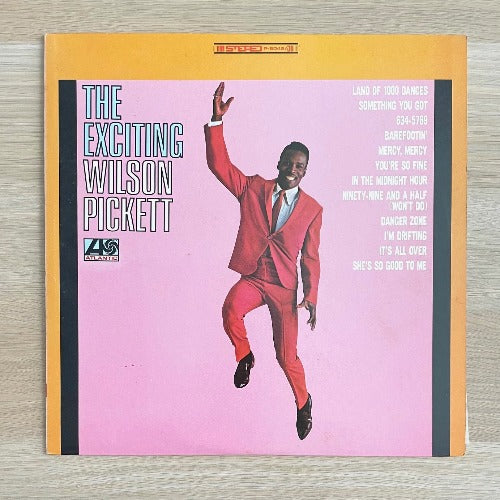 STEREO
THE
EXCITING
WILSON
PICKETT
ATLANTIC
LAND OF 1000 DANCES
SOMETHING YOU GOT
634-5789
BAREFOOTIN'
MERCY, MERCY
YOU'RE SO FINE
IN THE MIDNIGHT HOUR
NINETY-NINE AND A HALF
(WON'T DO)
DANGER ZONE
I'M DRIFTING
IT'S ALL OVER
SHE'S SO GOOD TO ME